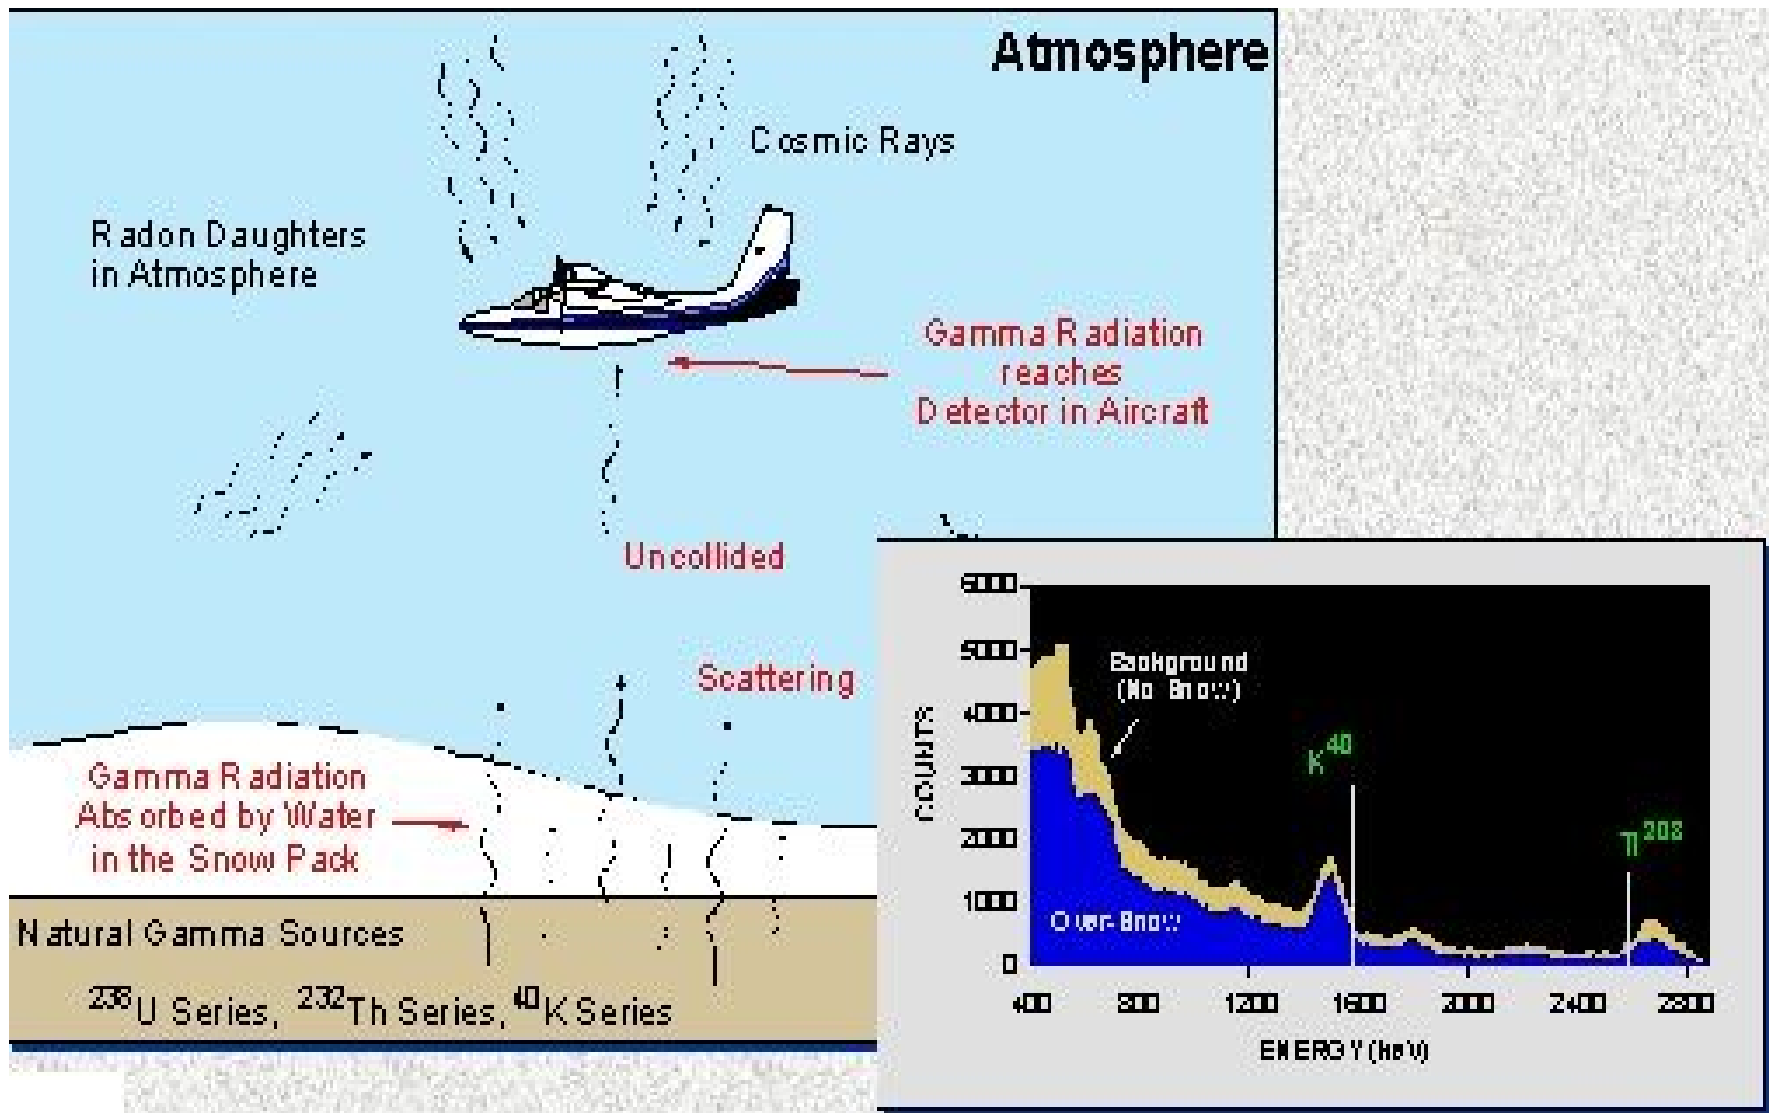 Atmosphere
Cosmic Rays
Radon Daughters
in Atmosphere
Gamma Radiation
reaches
Detector in Aircraft
Uncollided
Scattering
Gamma Radiation
Absorbed by Water
in the Snow Pack
Natural Gamma Sources
238U Series, 232Th Series, 40K Series
6000
5000
4000
3000
2000
1000
0
COUNTS
Background
(No Snow)
K40
Tl208
Over-Snow
400 800 1200 1600 2000 2400 2800
ENERGY (keV)